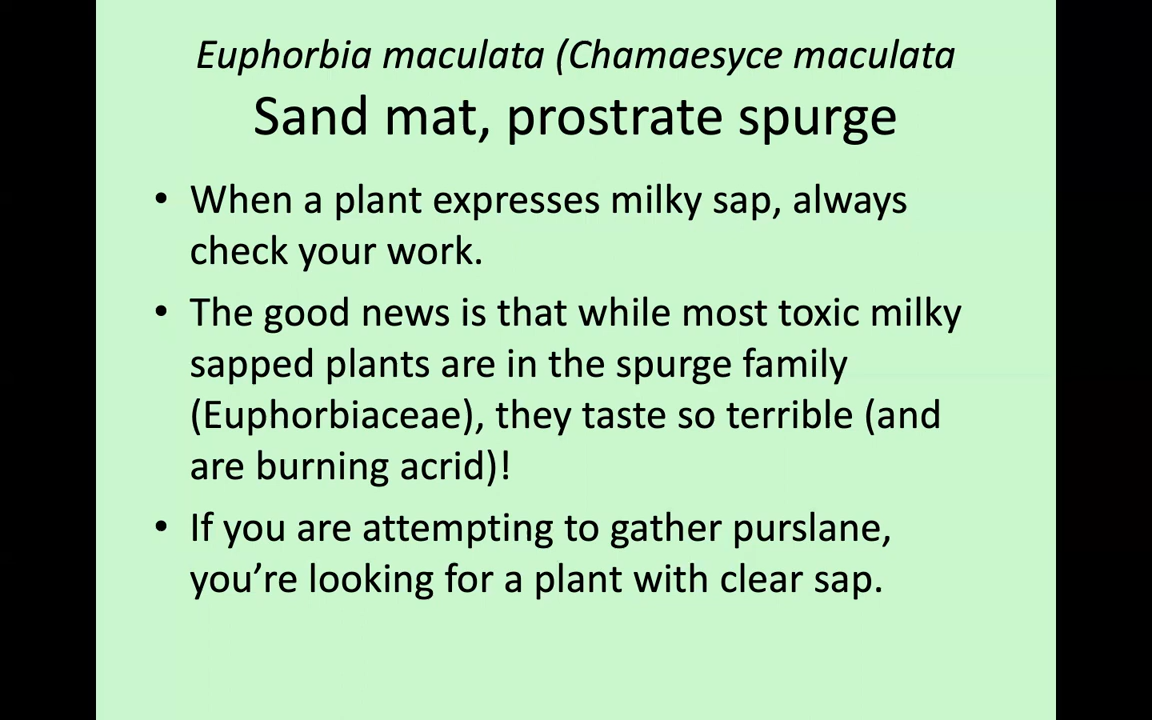 Euphorbia maculata (Chamaesyce maculata
Sand mat, prostrate spurge
• When a plant expresses milky sap, always
check your work.
• The good news is that while most toxic milky
sapped plants are in the spurge family
(Euphorbiaceae), they taste so terrible (and
are burning acrid)!
• If you are attempting to gather purslane,
you’re looking for a plant with clear sap.